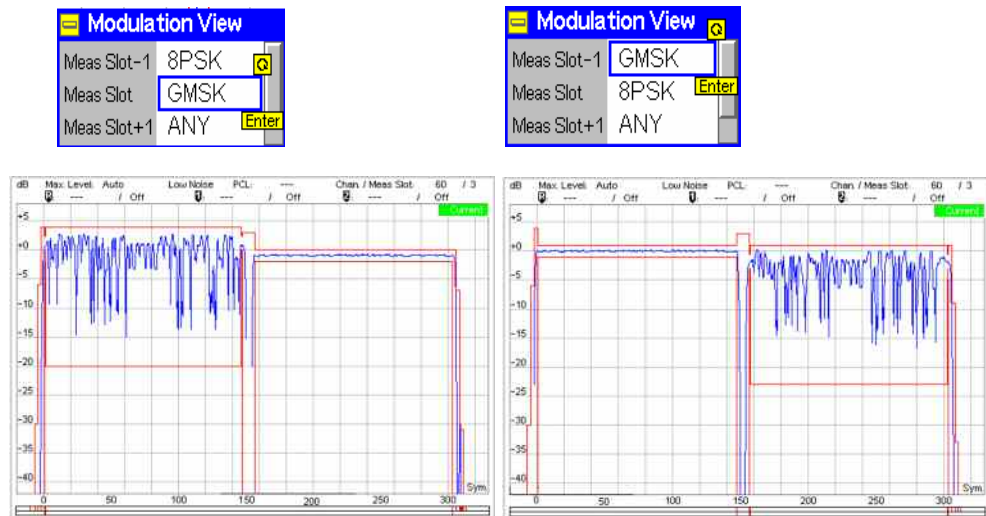 Modulation View
Meas Slot-1 8PSK
Meas Slot GMSK
Meas Slot+1 ANY
Enter
Modulation View
Meas Slot-1 GMSK
Meas Slot 8PSK
Meas Slot+1 ANY
Enter
dB Max. Level: Auto Low Noise PCL: --- Chan. / Meas Slot: 60 / 3
--- / Off 1 --- / Off 2 --- / Off
Current
+5
+0
-5
-10
-15
-20
-25
-30
-35
-40
Sym.
0 50 100 150 200 250 300
dB Max. Level: Auto Low Noise PCL: --- Chan. / Meas Slot: 60 / 3
--- / Off --- / Off 2 --- / Off
Current
+5
+0
-5
-10
-15
-20
-25
-30
-35
-40
Sym.
0 50 100 150 200 250 300